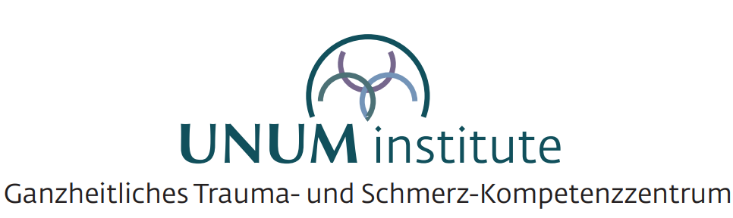 UNUM institute
Ganzheitliches Trauma- und Schmerz-Kompetenzzentrum